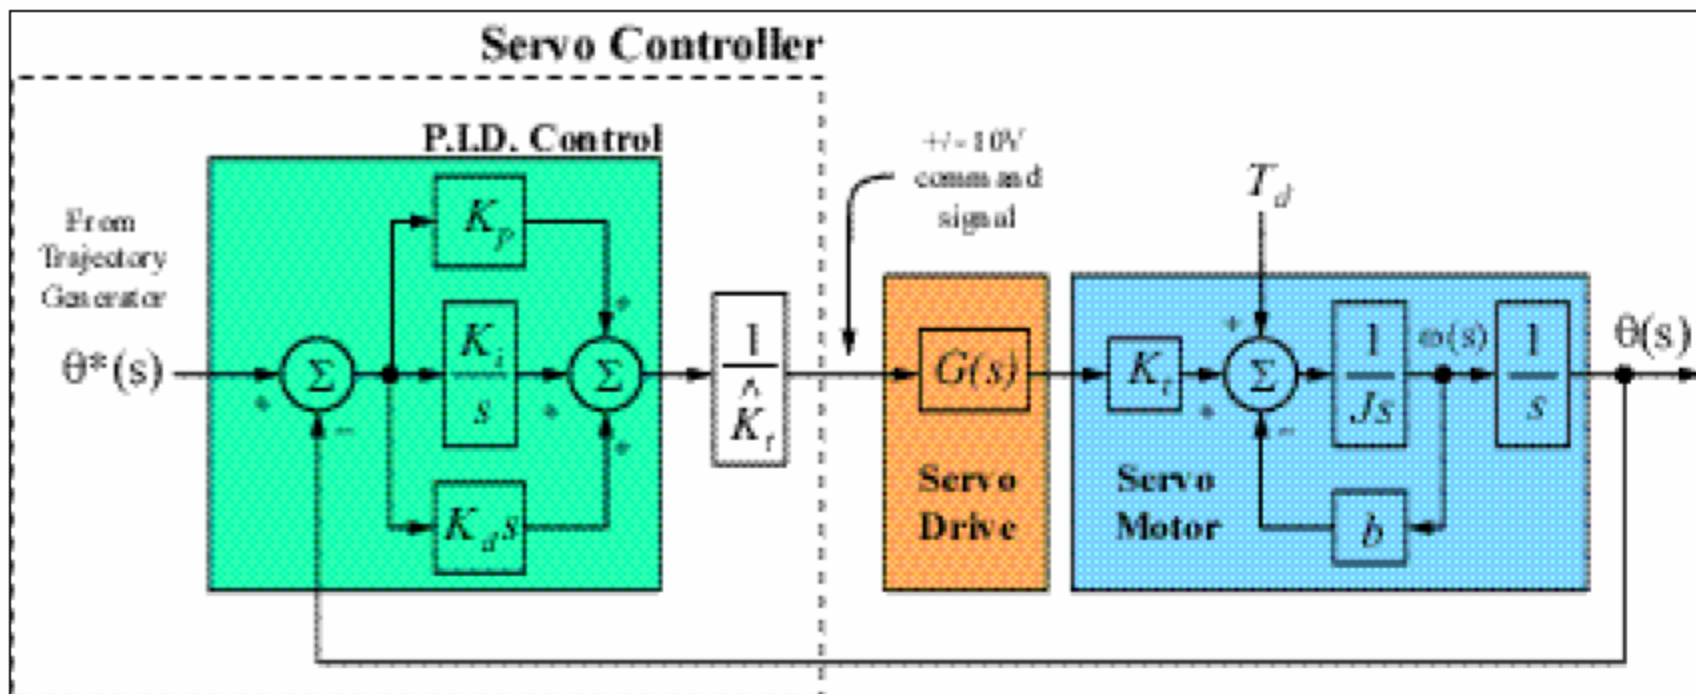 Servo Controller
P.I.D. Control
From
Trajectory
Generator
θ*(s)
+
−
Σ
K_p
K_i
s
K_d s
+
+
+
Σ
1
K̂_t
+/-10V
command
signal
G(s)
Servo
Drive
T_d
K_t
+
+
−
Σ
1
Js
ω(s)
1
s
b
Servo
Motor
θ(s)